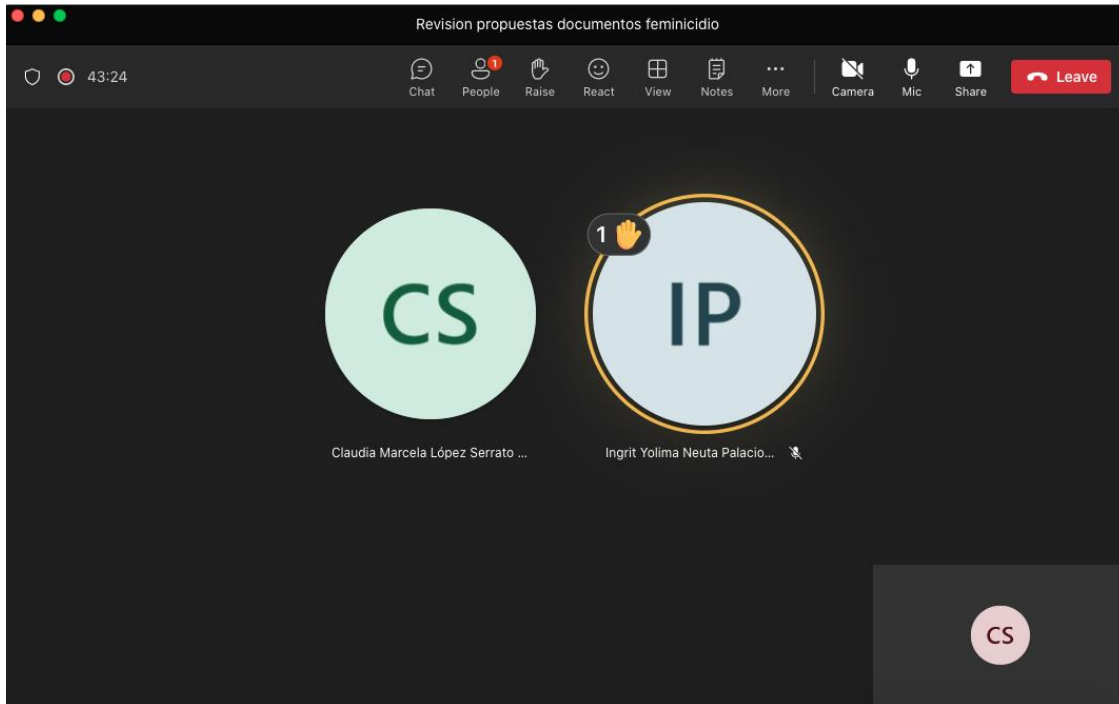 Revision propuestas documentos feminicidio
43:24
Chat
1
People
Raise
React
View
Notes
More
Camera
Mic
Share
Leave
1
CS
IP
Claudia Marcela López Serrato ...
Ingrit Yolima Neuta Palacio...
CS